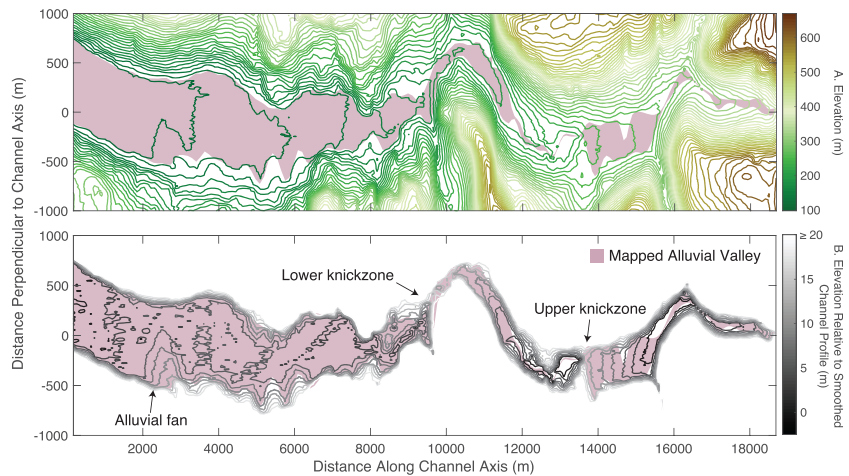 1000
500
0
-500
-1000
600
500
400
300
200
100
A. Elevation (m)
Distance Perpendicular to Channel Axis (m)
1000
500
0
-500
-1000
Mapped Alluvial Valley
Lower knickzone
Upper knickzone
Alluvial fan
≥ 20
15
10
5
0
B. Elevation Relative to Smoothed
Channel Profile (m)
2000 4000 6000 8000 10000 12000 14000 16000 18000
Distance Along Channel Axis (m)